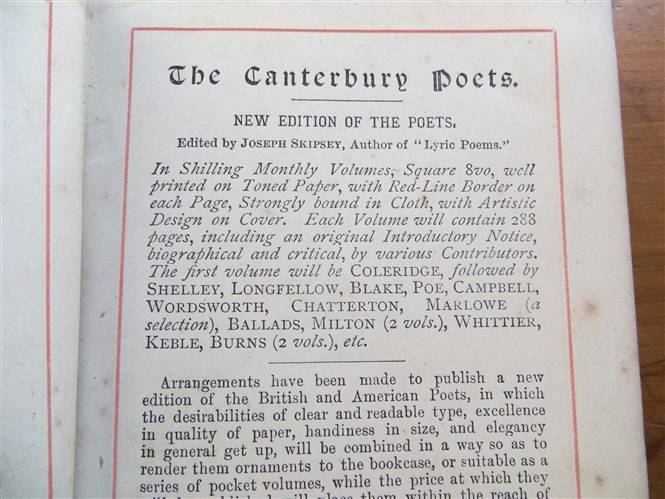 The Canterbury Poets.
NEW EDITION OF THE POETS.
Edited by JOSEPH SKIPSEY, Author of "Lyric Poems."
In Shilling Monthly Volumes, Square 8vo, well
printed on Toned Paper, with Red-Line Border on
each Page, Strongly bound in Cloth, with Artistic
Design on Cover. Each Volume will contain 288
pages, including an original Introductory Notice,
biographical and critical, by various Contributors.
The first volume will be COLERIDGE, followed by
SHELLEY, LONGFELLOW, BLAKE, POE, CAMPBELL,
WORDSWORTH, CHATTERTON, MARLOWE (a
selection), BALLADS, MILTON (2 vols.), WHITTIER,
KEBLE, BURNS (2 vols.), etc.
Arrangements have been made to publish a new
edition of the British and American Poets, in which
the desirabilities of clear and readable type, excellence
in quality of paper, handiness in size, and elegancy
in general get up, will be combined in a way so as to
render them ornaments to the bookcase, or suitable as a
series of pocket volumes, while the price at which they
will place them within the reach of